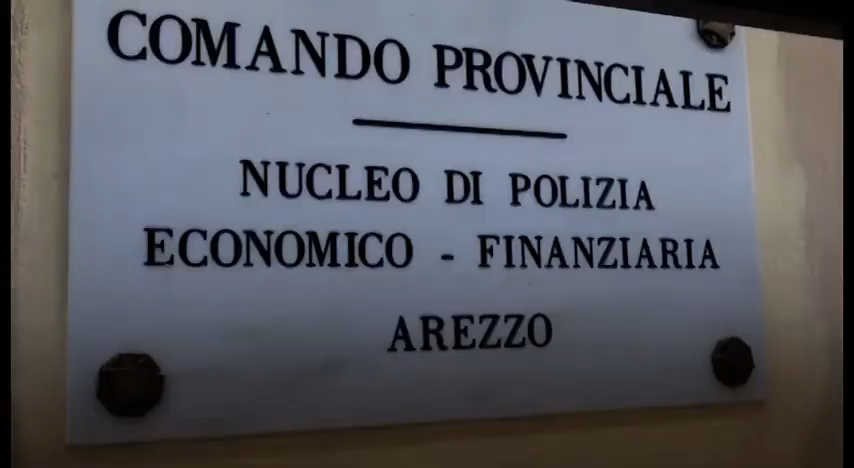 COMANDO PROVINCIALE
NUCLEO DI POLIZIA
ECONOMICO - FINANZIARIA
AREZZO